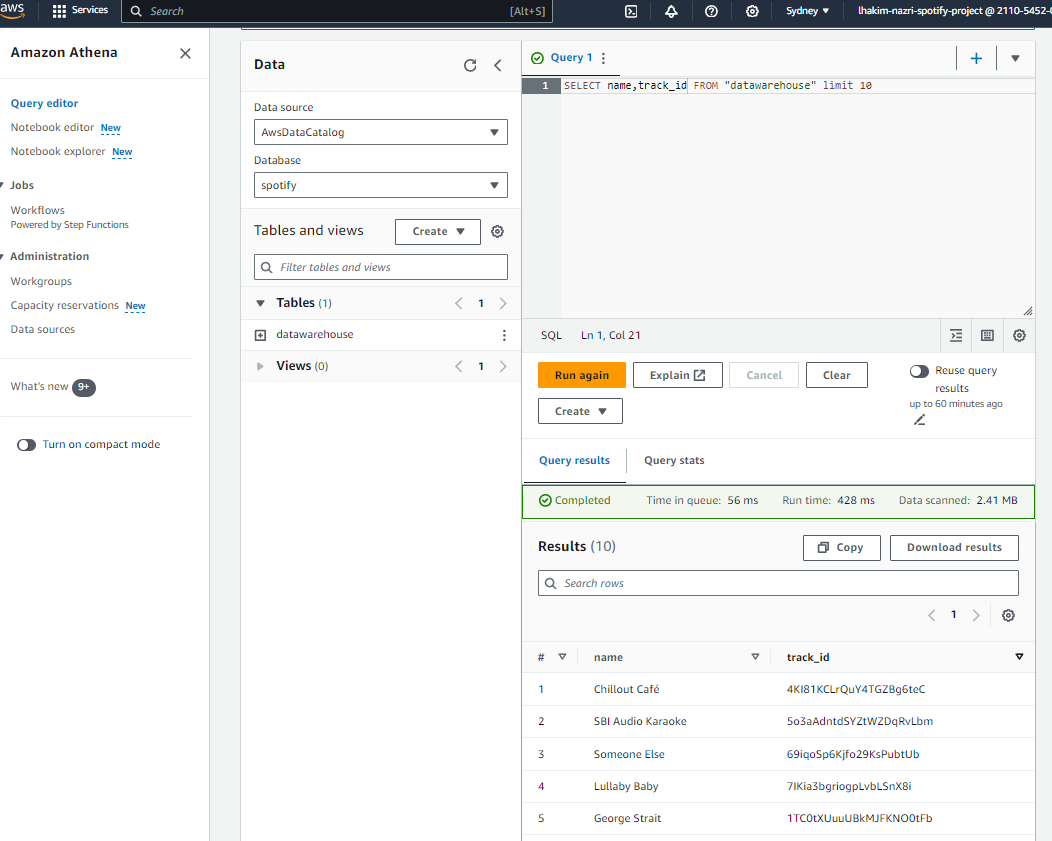 aws
Services
Search
[Alt+S]
Sydney
lhakim-nazri-spotify-project @ 2110-5452-0
Amazon Athena
Query editor
Notebook editor New
Notebook explorer New
Jobs
Workflows
Powered by Step Functions
Administration
Workgroups
Capacity reservations New
Data sources
What's new 9+
Turn on compact mode
Data
Data source
AwsDataCatalog
Database
spotify
Tables and views
Create
Filter tables and views
Tables (1)
1
datawarehouse
Views (0)
1
Query 1
1 SELECT name,track_id FROM "datawarehouse" limit 10
SQL Ln 1, Col 21
Run again
Explain
Cancel
Clear
Create
Reuse query
results
up to 60 minutes ago
Query results
Query stats
Completed
Time in queue: 56 ms
Run time: 428 ms
Data scanned: 2.41 MB
Results (10)
Copy
Download results
Search rows
1
# name track_id
1 Chillout Café 4KI81KCLrQuY4TGZBg6teC
2 SBI Audio Karaoke 5o3aAdntdSYZtWZDqRvLbm
3 Someone Else 69iqoSp6Kjfo29KsPubtUb
4 Lullaby Baby 7IKia3bgriogpLvbLSnX8i
5 George Strait 1TC0tXUuuUBkMJFKNO0tFb